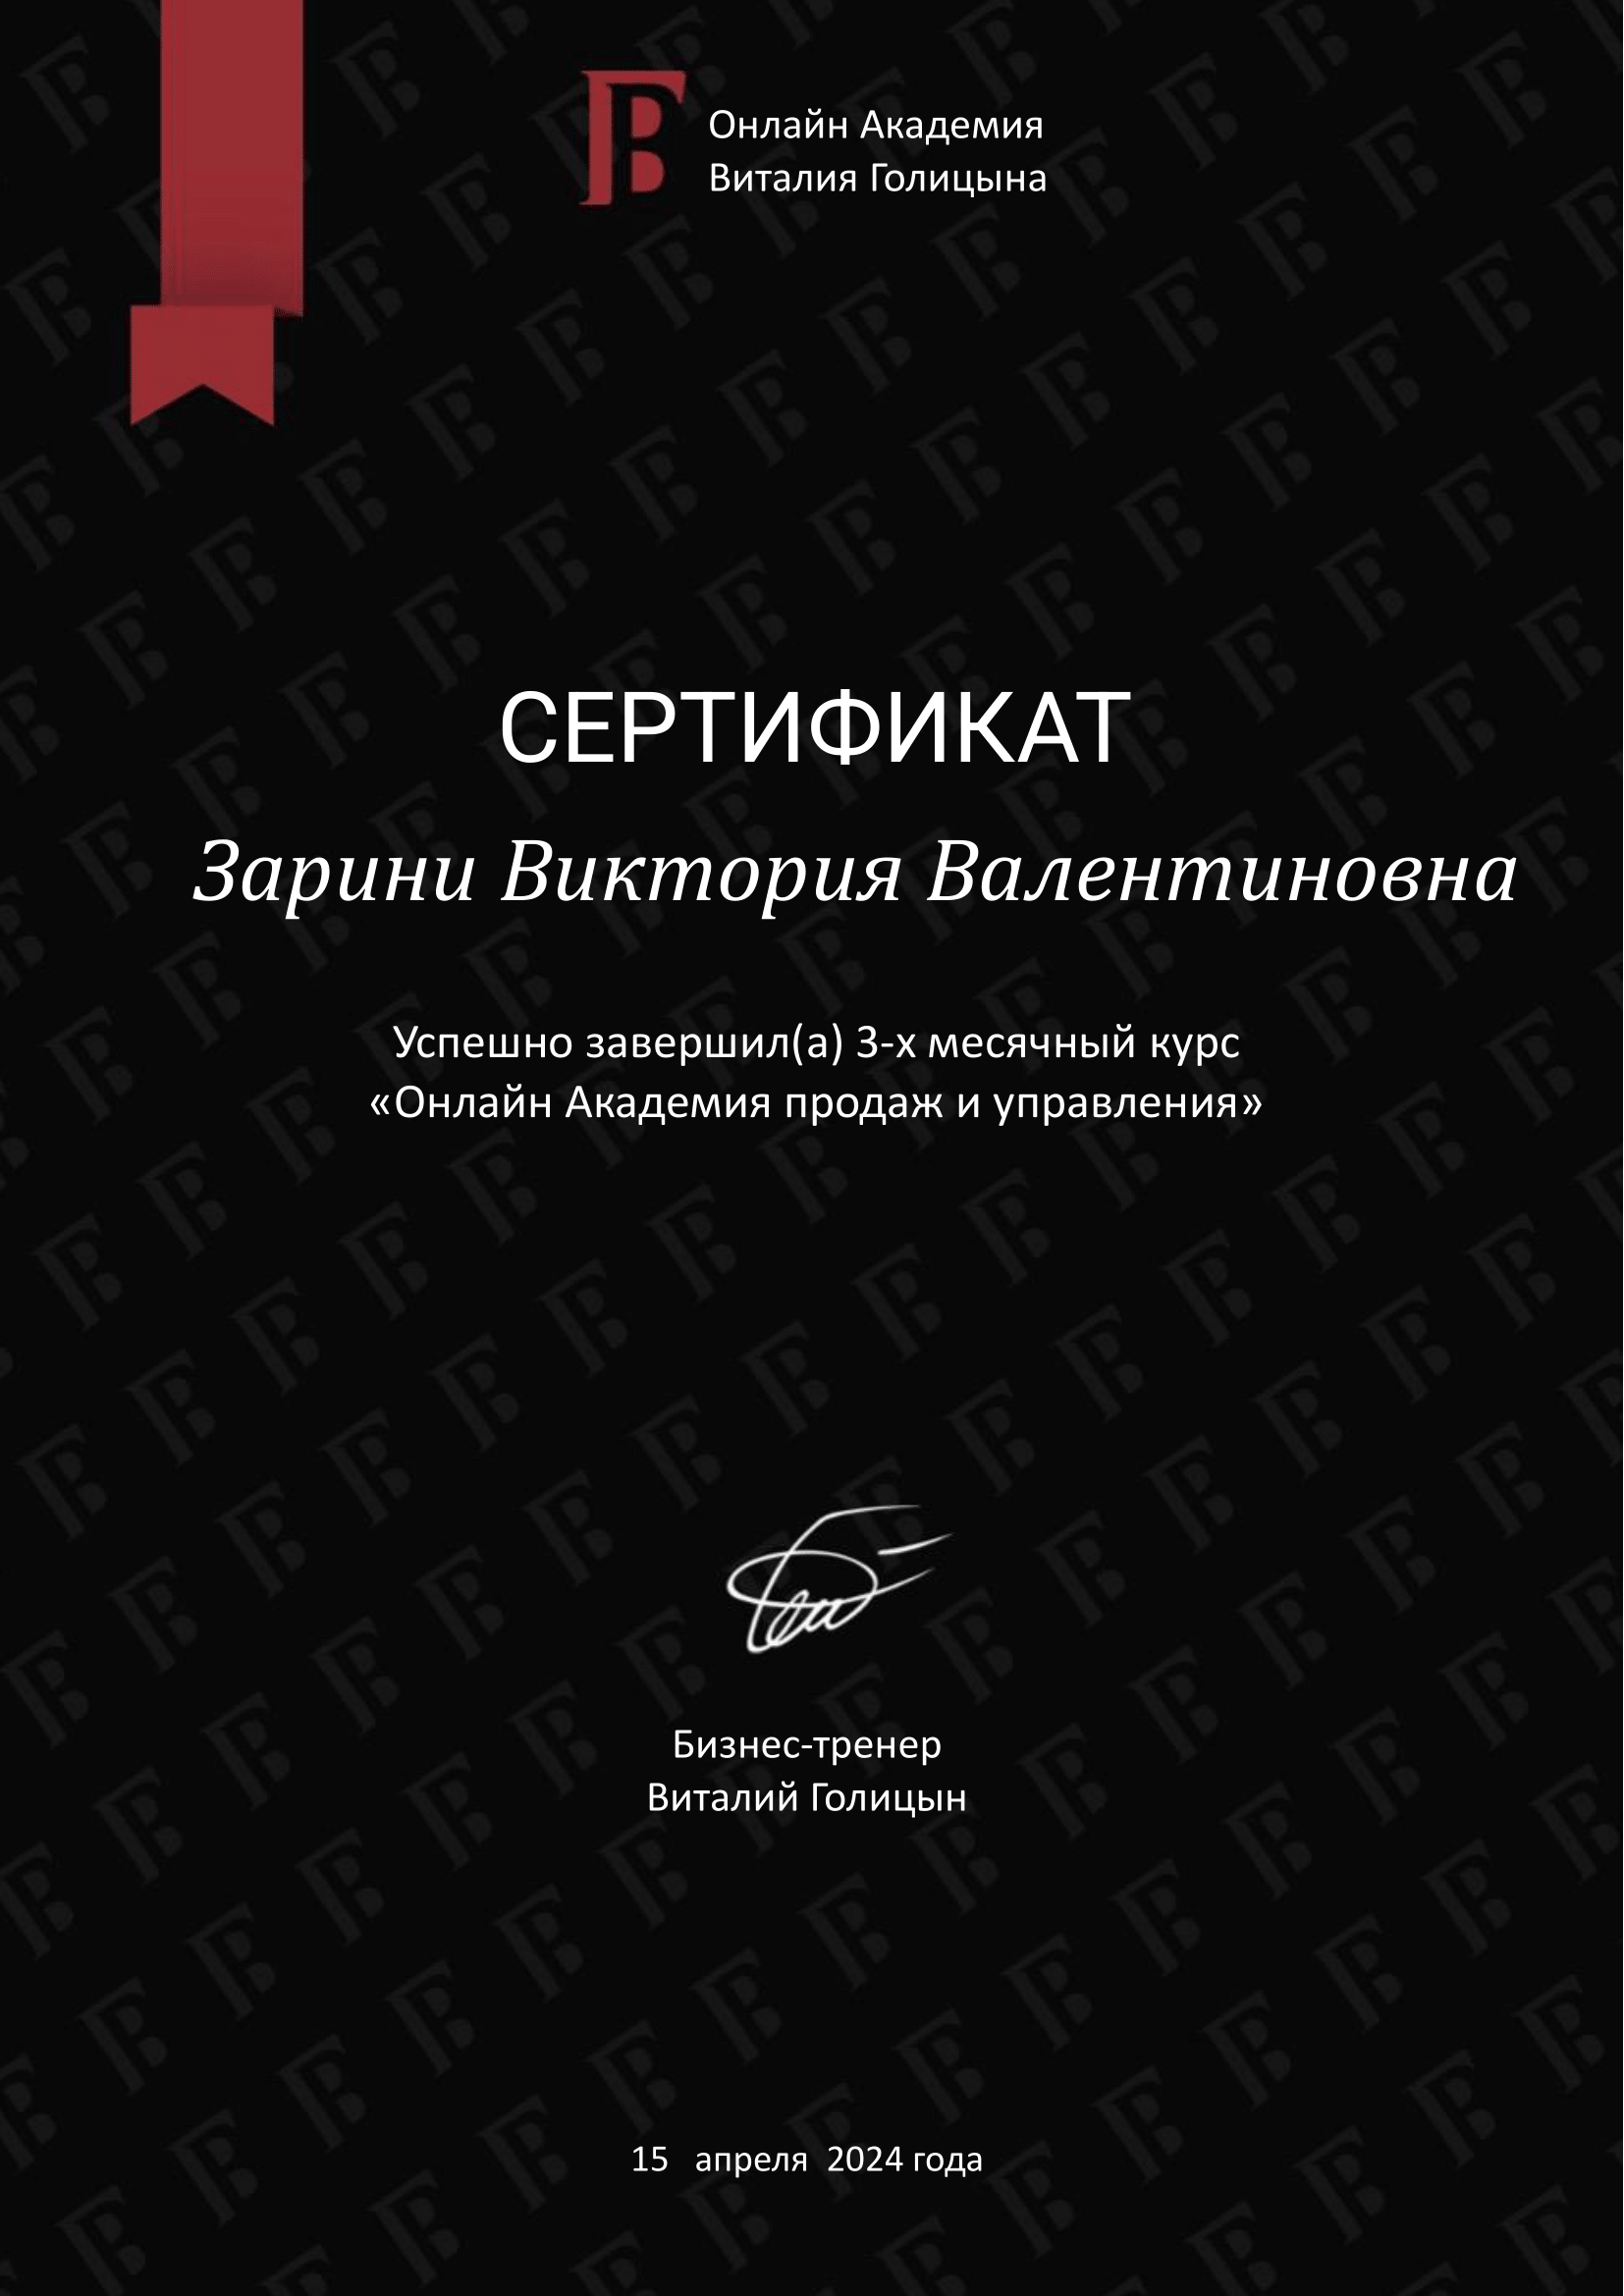 Онлайн Академия
Виталия Голицына
СЕРТИФИКАТ
Зарини Виктория Валентиновна
Успешно завершил(а) 3-х месячный курс
«Онлайн Академия продаж и управления»
Бизнес-тренер
Виталий Голицын
15 апреля 2024 года